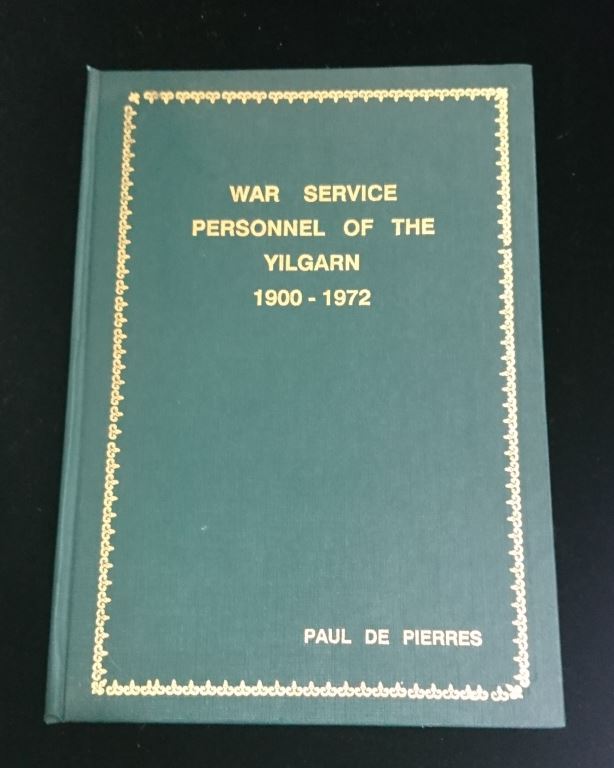 WAR SERVICE
PERSONNEL OF THE
YILGARN
1900 - 1972
PAUL DE PIERRES